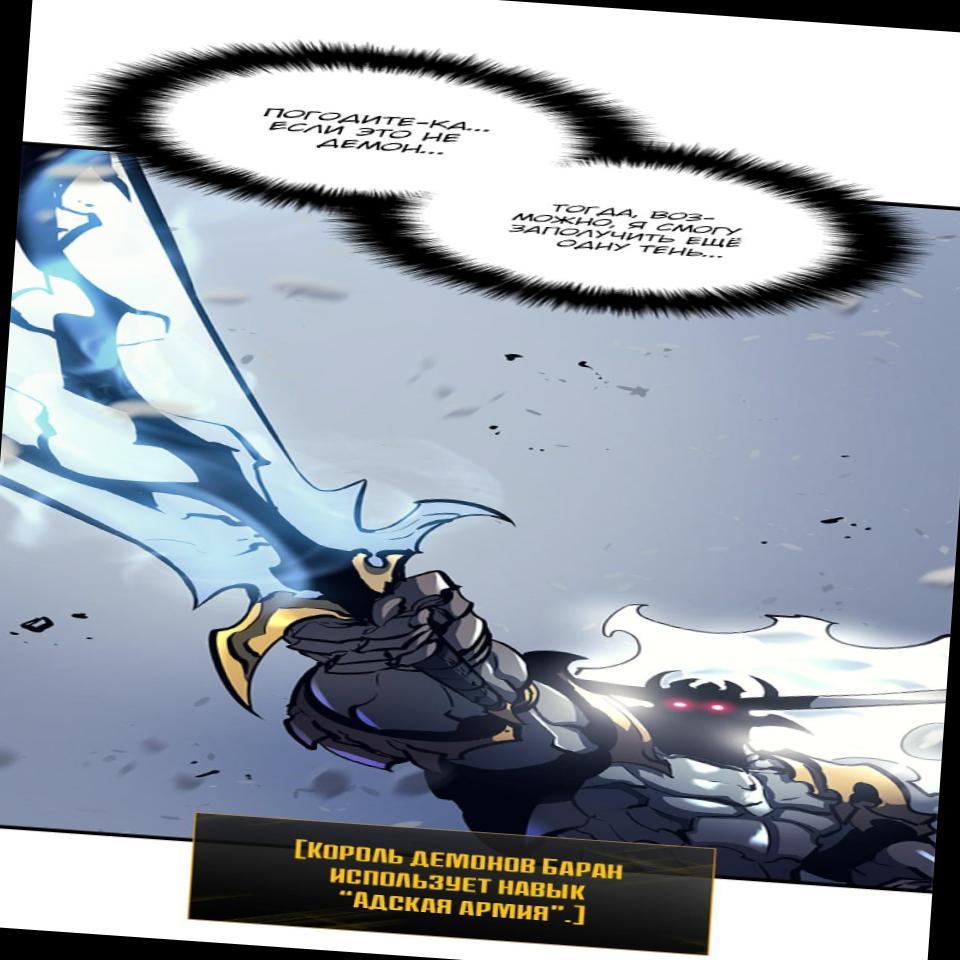 ПОГОДИТЕ-КА...
ЕСЛИ ЭТО НЕ
ДЕМОН...
ТОГДА, ВОЗ-
МОЖНО, Я СМОГУ
ЗАПОЛУЧИТЬ ЕЩЁ
ОДНУ ТЕНЬ...
[КОРОЛЬ ДЕМОНОВ БАРАН
ИСПОЛЬЗУЕТ НАВЫК
“АДСКАЯ АРМИЯ”.]